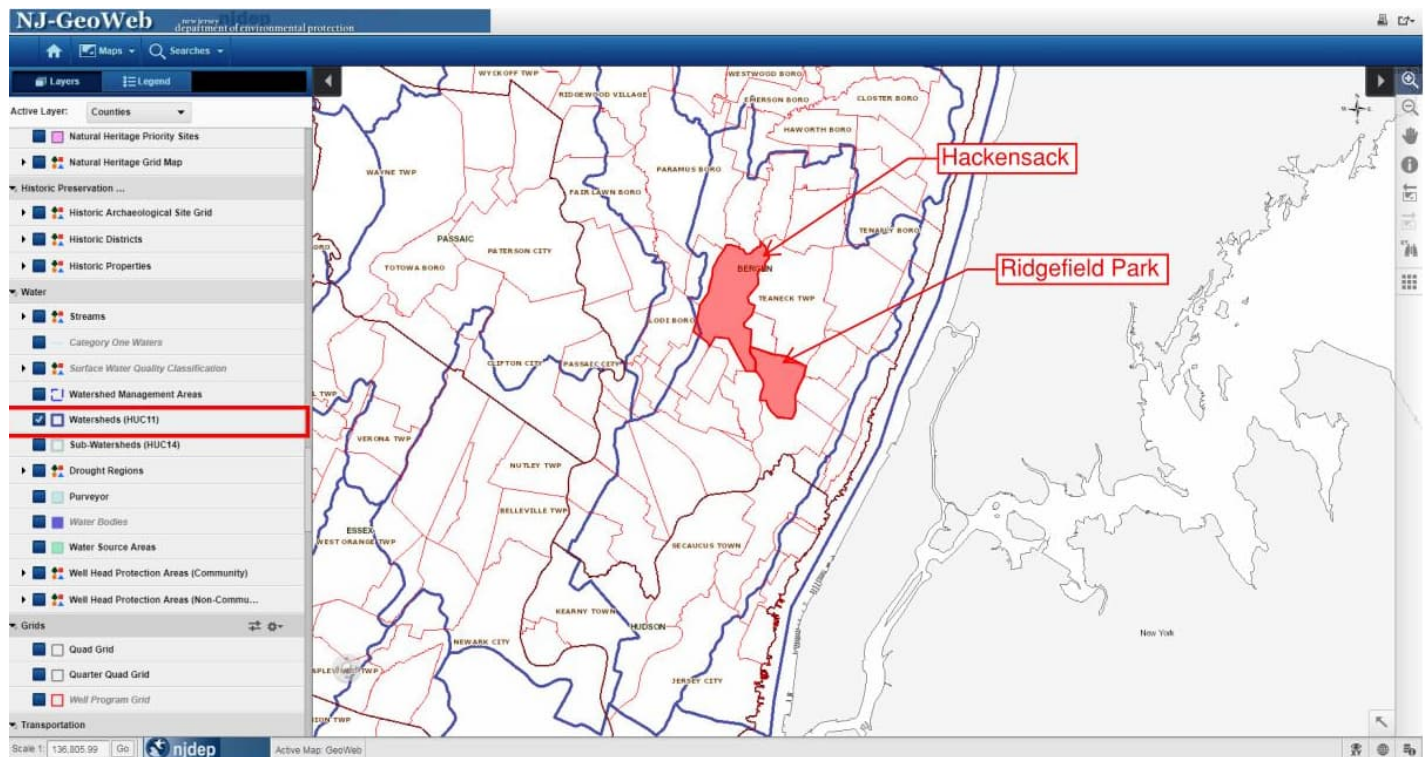 NJ-GeoWeb
new jersey njdep
department of environmental protection
Maps
Searches
Layers
Legend
Active Layer:
Counties
Natural Heritage Priority Sites
Natural Heritage Grid Map
Historic Preservation ...
Historic Archaeological Site Grid
Historic Districts
Historic Properties
Water
Streams
Category One Waters
Surface Water Quality Classification
Watershed Management Areas
Watersheds (HUC11)
Sub-Watersheds (HUC14)
Drought Regions
Purveyor
Water Bodies
Water Source Areas
Well Head Protection Areas (Community)
Well Head Protection Areas (Non-Commu...
Grids
Quad Grid
Quarter Quad Grid
Well Program Grid
Transportation
WYCKOFF TWP
WESTWOOD BORO
RIDGEWOOD VILLAGE
EMERSON BORO
CLOSTER BORO
HAWORTH BORO
Hackensack
WAYNE TWP
PARAMUS BORO
FAIR LAWN BORO
TENAFLY BORO
PASSAIC
PATERSON CITY
TOTOWA BORO
BERGEN
Ridgefield Park
TEANECK TWP
LODI BORO
CLIFTON CITY
PASSAIC CITY
VERONA TWP
NUTLEY TWP
BELLEVILLE TWP
ESSEX
WEST ORANGE TWP
SECAUCUS TOWN
KEARNY TOWN
HUDSON
NEWARK CITY
JERSEY CITY
New York
Scale 1:
136,805.99
Go
njdep
Active Map: GeoWeb